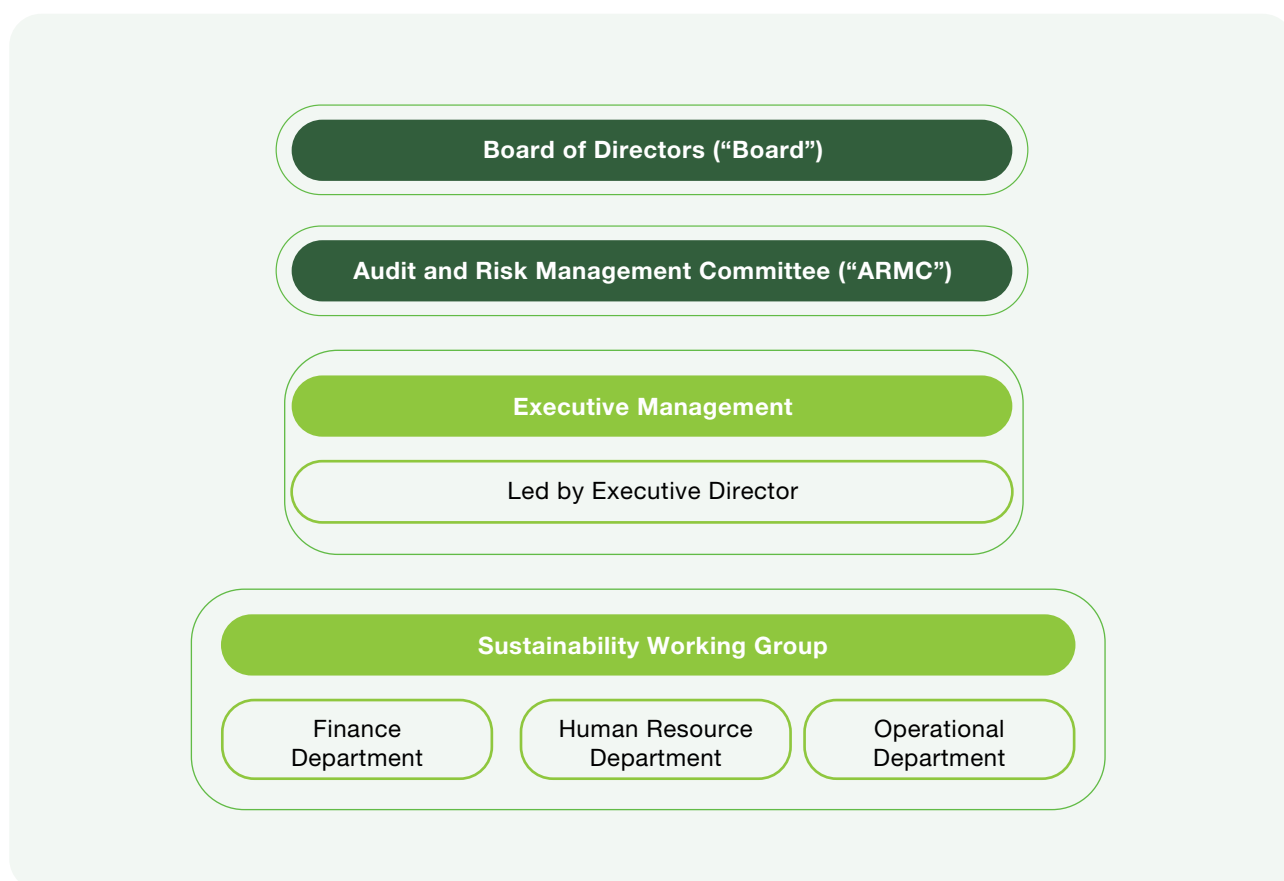 Board of Directors (“Board”)
Audit and Risk Management Committee (“ARMC”)
Executive Management
Led by Executive Director
Sustainability Working Group
Finance
Department
Human Resource
Department
Operational
Department